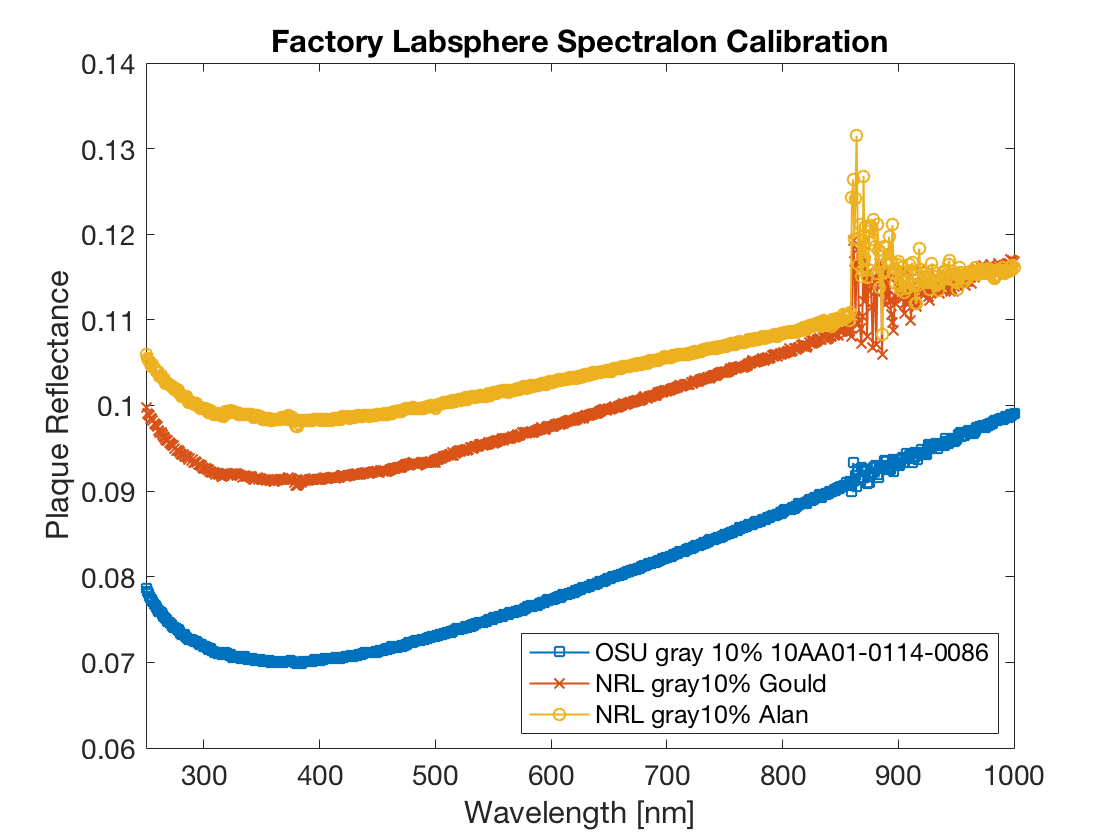 Factory Labsphere Spectralon Calibration
0.14
0.13
0.12
0.11
0.1
0.09
0.08
0.07
0.06
Plaque Reflectance
300 400 500 600 700 800 900 1000
Wavelength [nm]
OSU gray 10% 10AA01-0114-0086
NRL gray10% Gould
NRL gray10% Alan